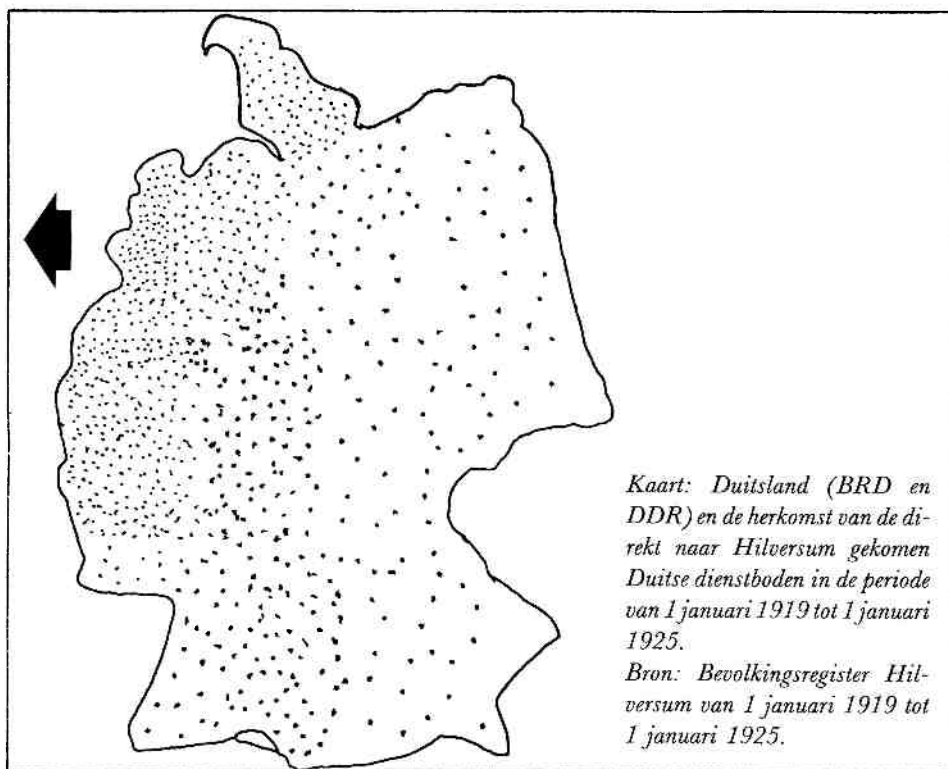 Kaart: Duitsland (BRD en
DDR) en de herkomst van de di-
rekt naar Hilversum gekomen
Duitse dienstboden in de periode
van 1 januari 1919 tot 1 januari
1925.
Bron: Bevolkingsregister Hil-
versum van 1 januari 1919 tot
1 januari 1925.